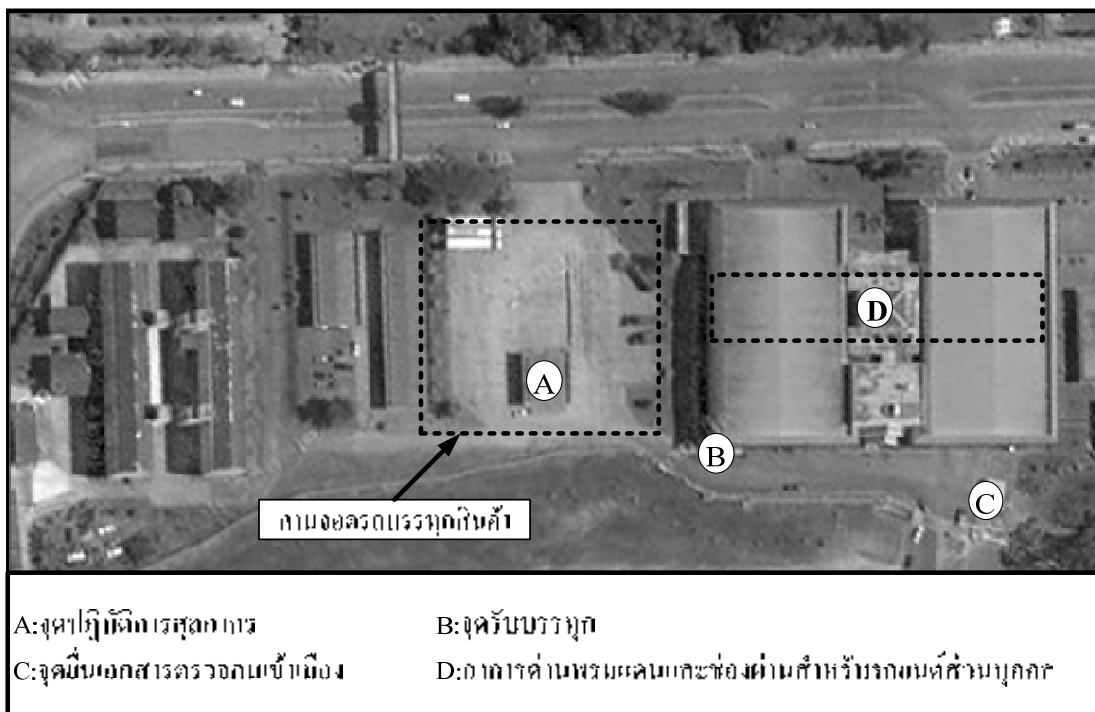 D
A
B
C
ลานจอดรถบรรทุกสินค้า
A:จุดปฏิบัติการศุลกากร B:จุดรับบรรทุก
C:จุดยื่นเอกสารตรวจคนเข้าเมือง D:อาคารด่านพรมแดนและช่องผ่านสำหรับรถยนต์ส่วนบุคคล